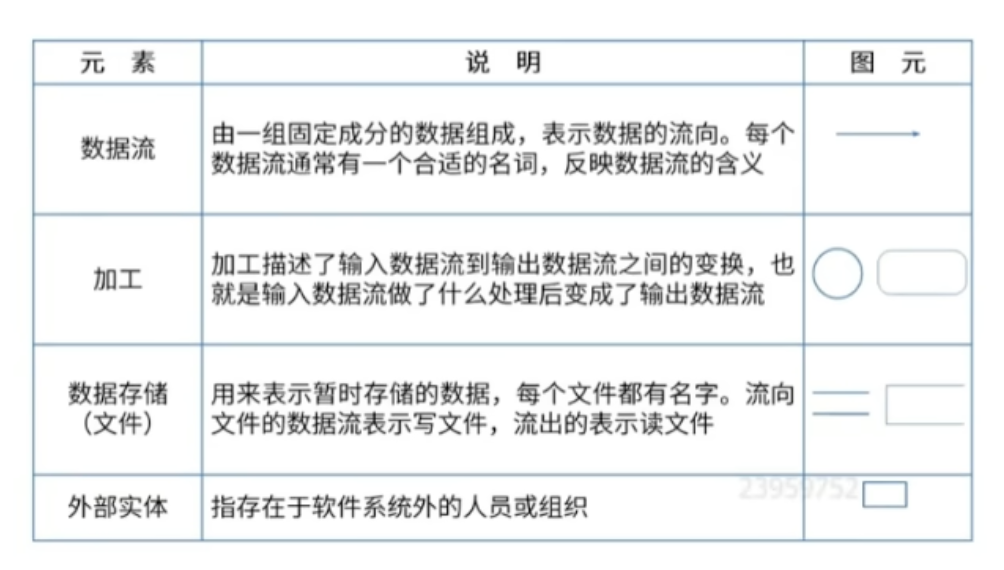 元 素
说 明
图 元
数据流
由一组固定成分的数据组成，表示数据的流向。每个
数据流通常有一个合适的名词，反映数据流的含义
加工
加工描述了输入数据流到输出数据流之间的变换，也
就是输入数据流做了什么处理后变成了输出数据流
数据存储
（文件）
用来表示暂时存储的数据，每个文件都有名字。流向
文件的数据流表示写文件，流出的表示读文件
外部实体
指存在于软件系统外的人员或组织
23959752